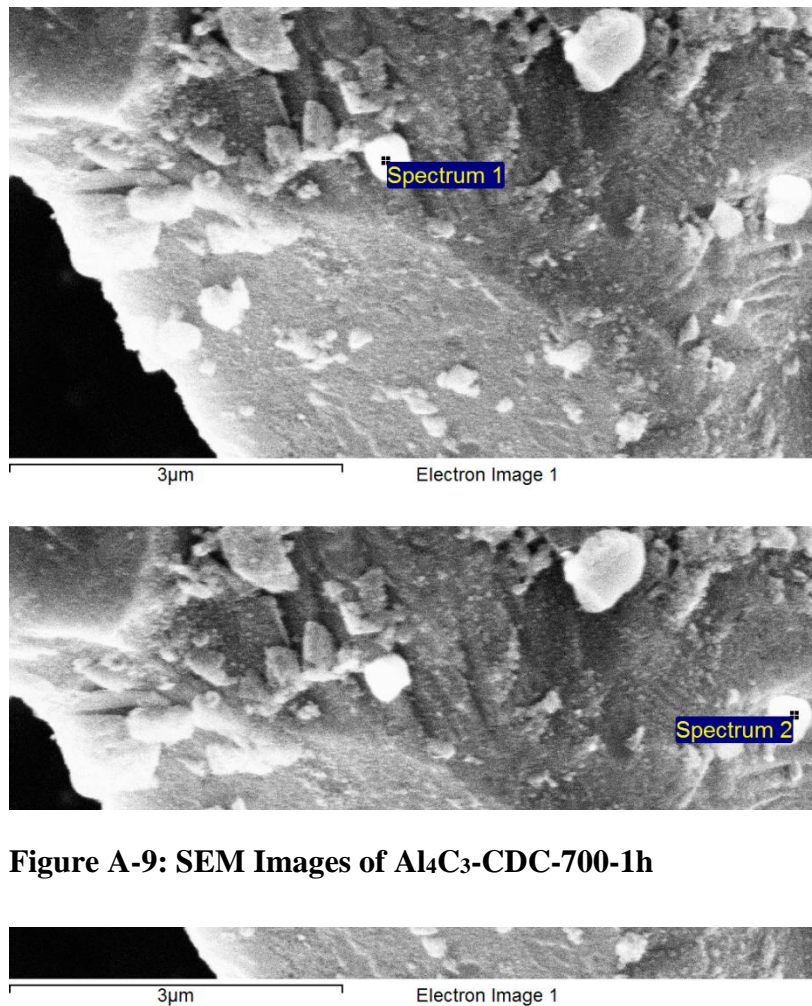 Spectrum 1
3µm Electron Image 1
Spectrum 2
Figure A-9: SEM Images of Al₄C₃-CDC-700-1h
3µm Electron Image 1